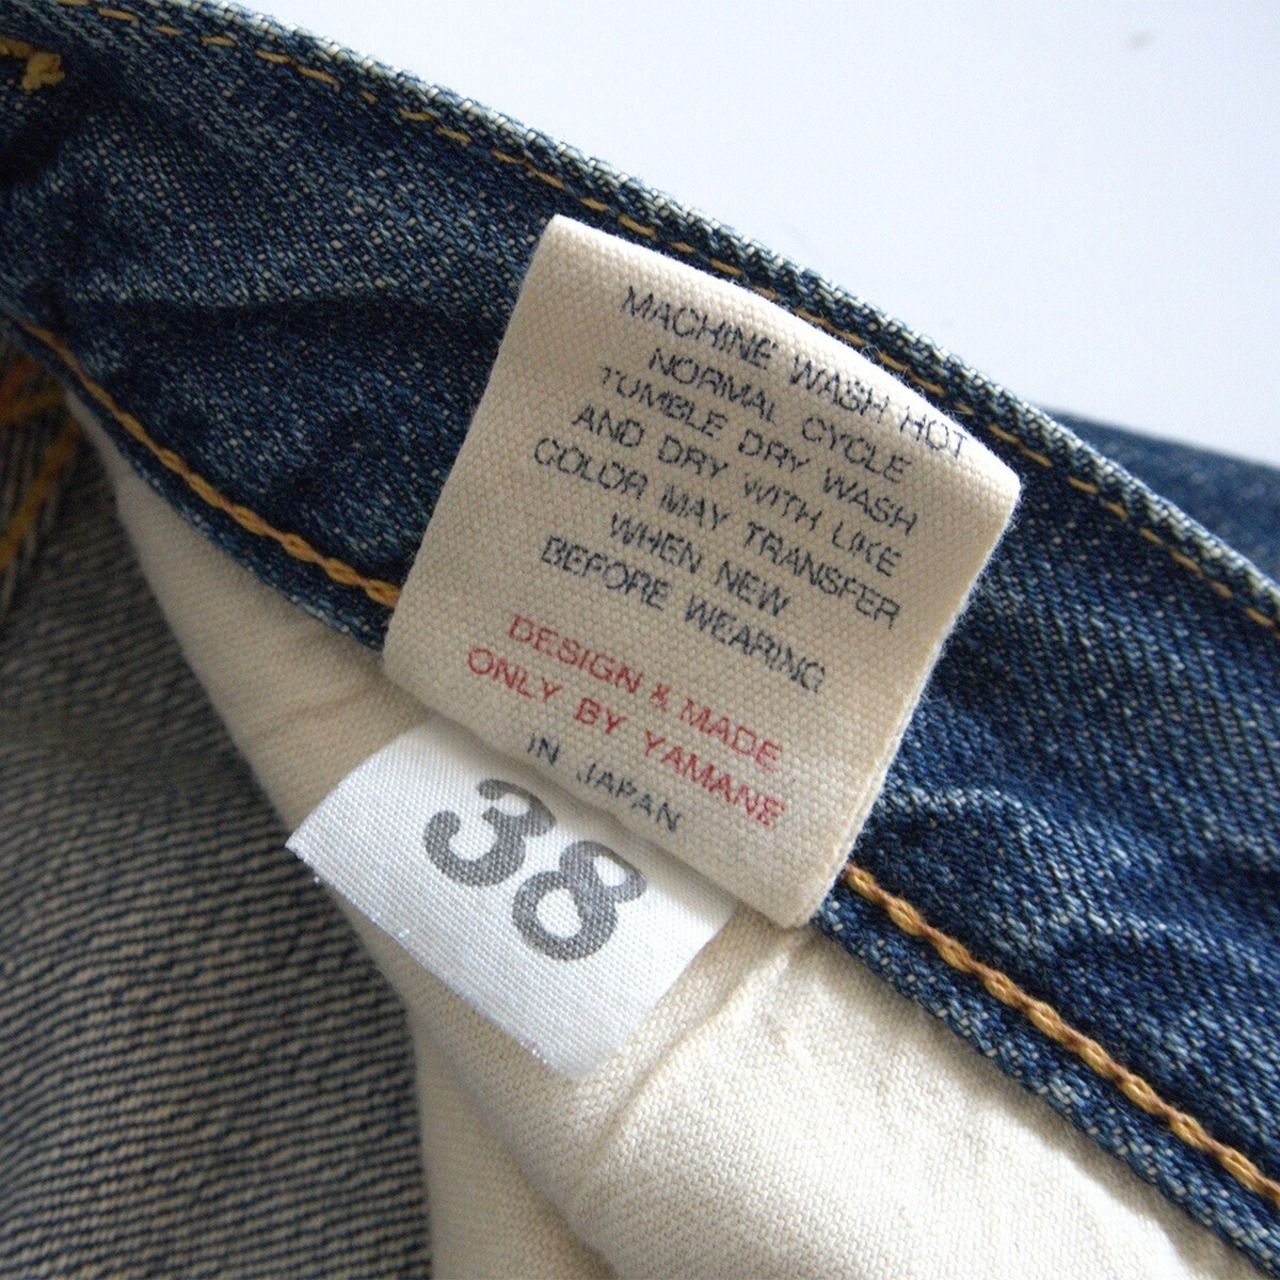 MACHINE WASH HOT
NORMAL CYCLE
TUMBLE DRY WASH
AND DRY WITH LIKE
COLOR MAY TRANSFER
WHEN NEW
BEFORE WEARING
DESIGN & MADE
ONLY BY YAMANE
IN JAPAN
38